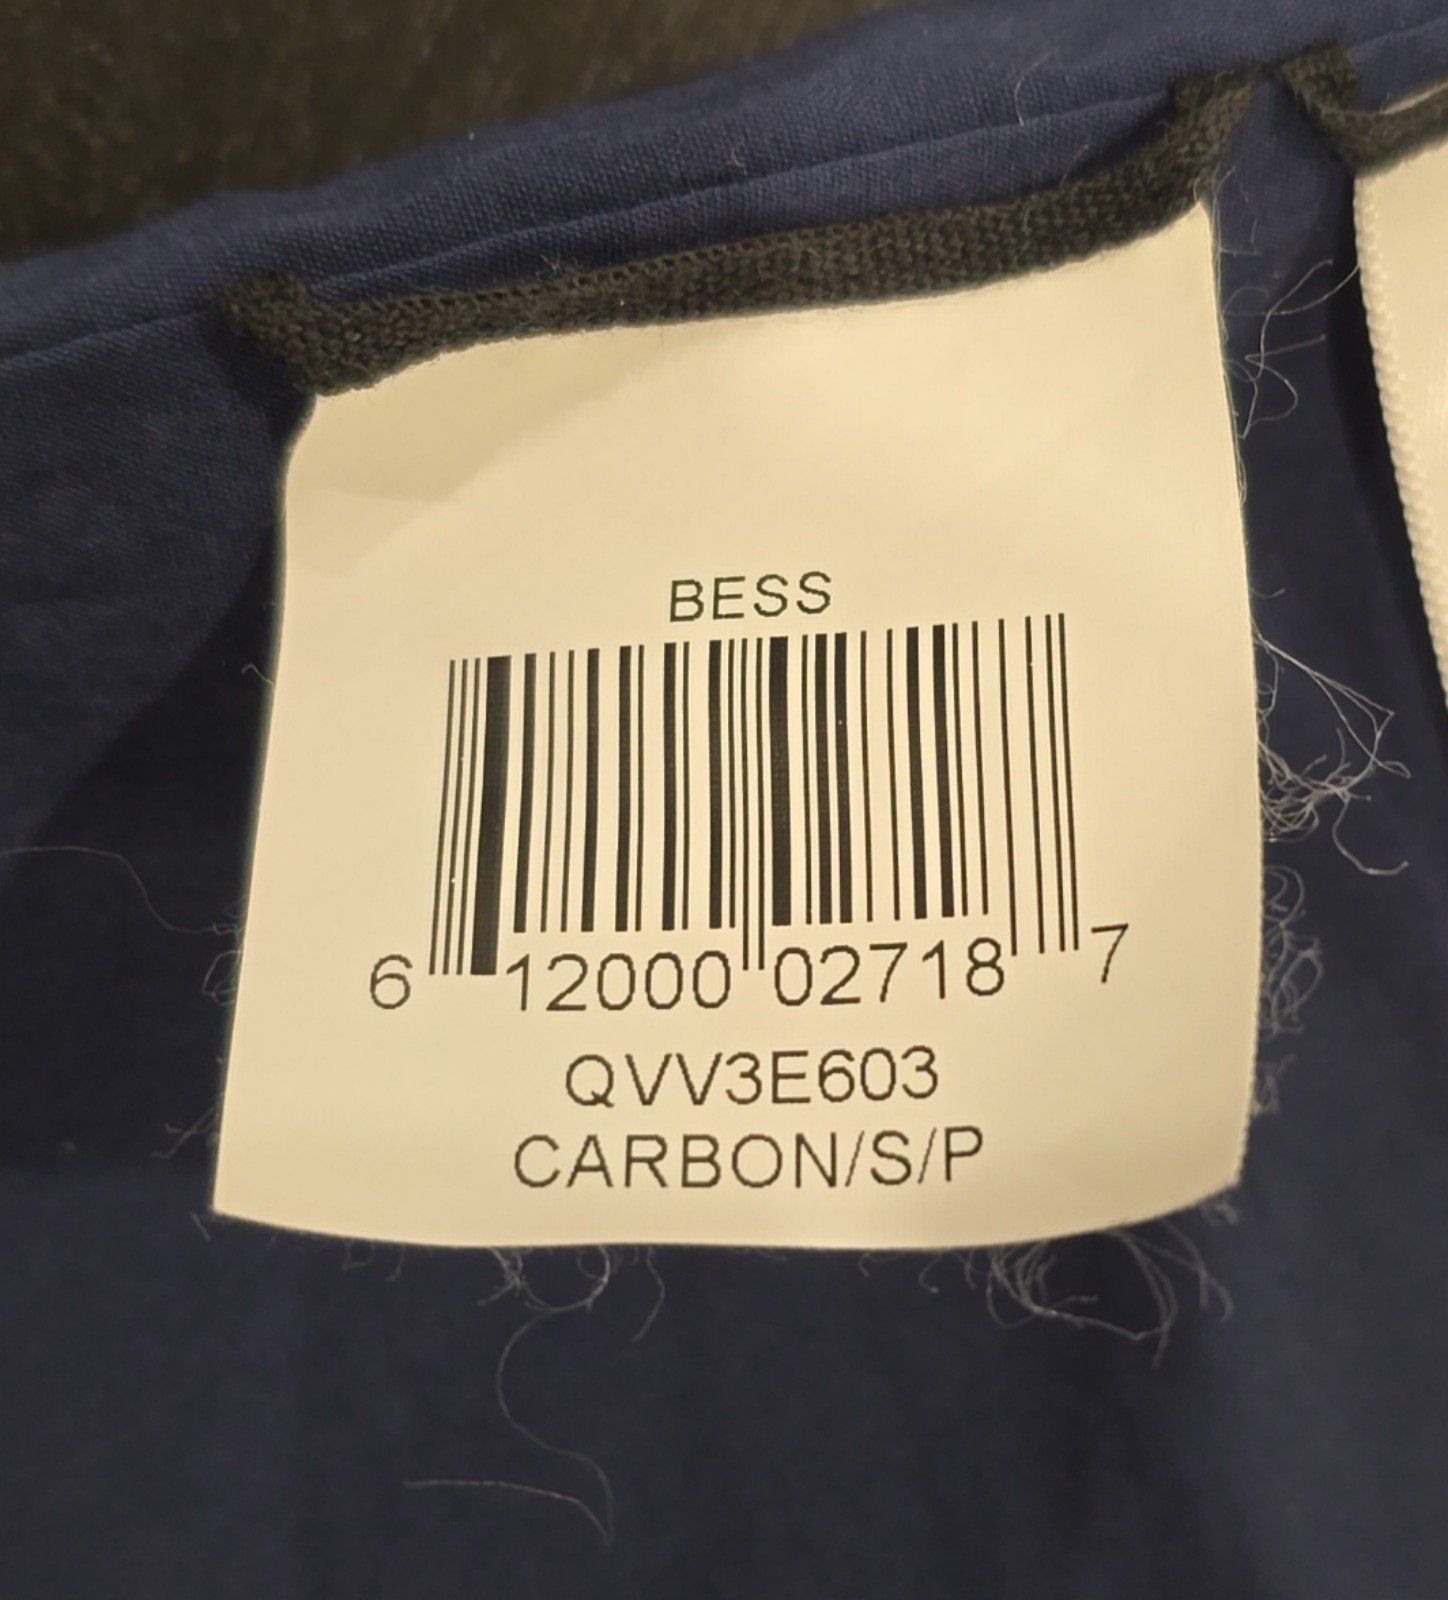 BESS
6 12000 02718 7
QVV3E603
CARBON/S/P